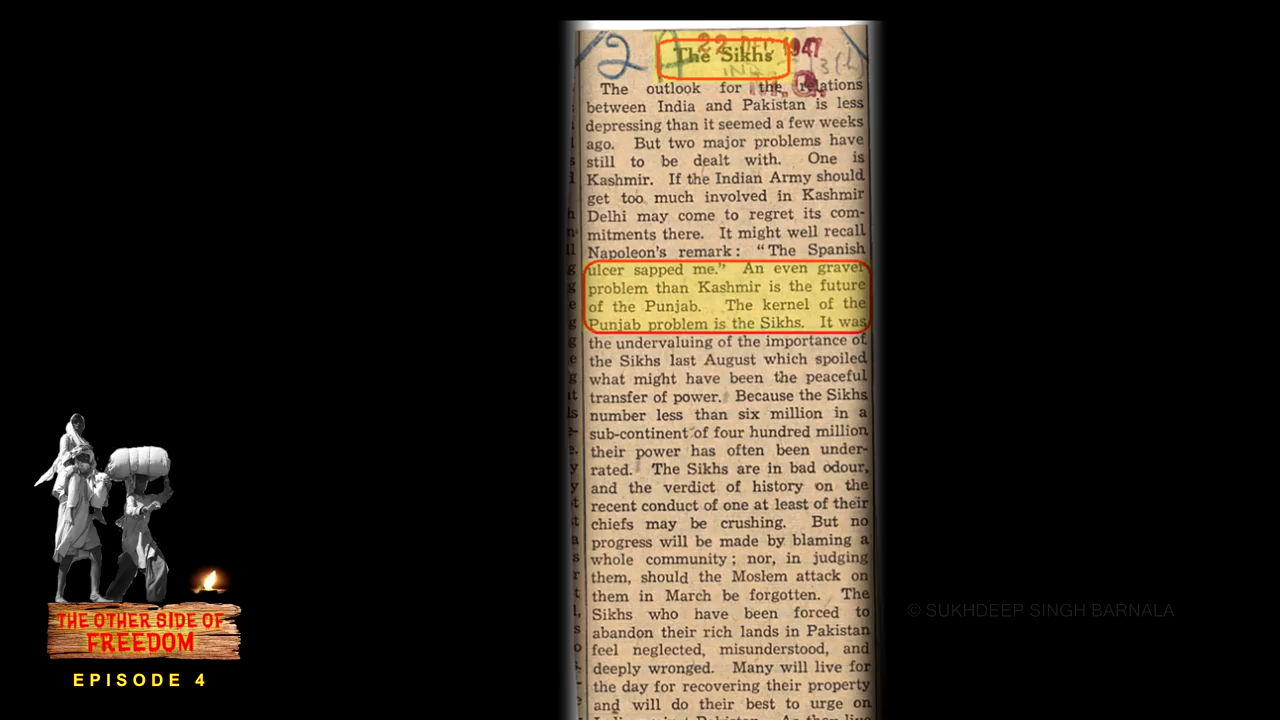 22 DEC 1947
The Sikhs
The outlook for the relations
between India and Pakistan is less
depressing than it seemed a few weeks
ago. But two major problems have
still to be dealt with. One is
Kashmir. If the Indian Army should
get too much involved in Kashmir
Delhi may come to regret its com-
mitments there. It might well recall
Napoleon's remark: "The Spanish
ulcer sapped me." An even graver
problem than Kashmir is the future
of the Punjab. The kernel of the
Punjab problem is the Sikhs. It was
the undervaluing of the importance of
the Sikhs last August which spoiled
what might have been the peaceful
transfer of power. Because the Sikhs
number less than six million in a
sub-continent of four hundred million
their power has often been under-
rated. The Sikhs are in bad odour,
and the verdict of history on the
recent conduct of one at least of their
chiefs may be crushing. But no
progress will be made by blaming a
whole community; nor, in judging
them, should the Moslem attack on
them in March be forgotten. The
Sikhs who have been forced to
abandon their rich lands in Pakistan
feel neglected, misunderstood, and
deeply wronged. Many will live for
the day for recovering their property
and will do their best to urge on
THE OTHER SIDE OF
FREEDOM
EPISODE 4
© SUKHDEEP SINGH BARNALA